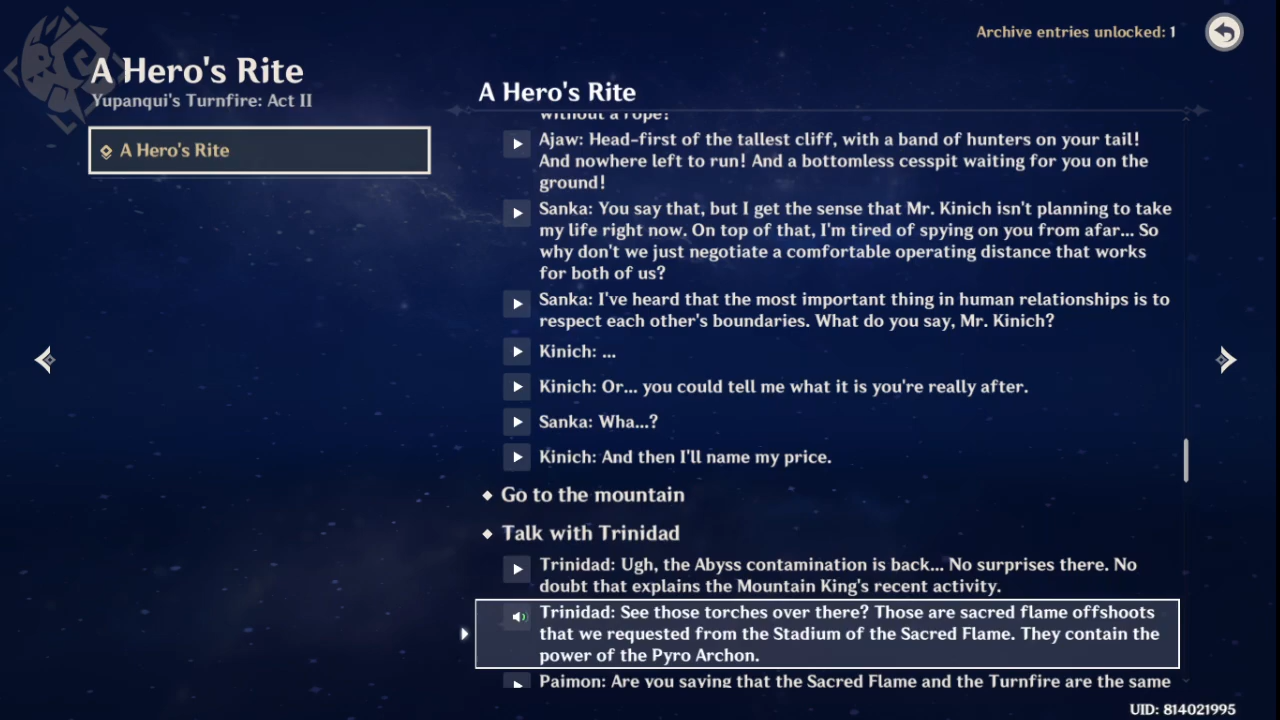 Archive entries unlocked: 1
A Hero's Rite
Yupanqui's Turnfire: Act II
A Hero's Rite
A Hero's Rite
without a rope?
Ajaw: Head-first of the tallest cliff, with a band of hunters on your tail!
And nowhere left to run! And a bottomless cesspit waiting for you on the
ground!
Sanka: You say that, but I get the sense that Mr. Kinich isn't planning to take
my life right now. On top of that, I'm tired of spying on you from afar... So
why don't we just negotiate a comfortable operating distance that works
for both of us?
Sanka: I've heard that the most important thing in human relationships is to
respect each other's boundaries. What do you say, Mr. Kinich?
Kinich: ...
Kinich: Or... you could tell me what it is you're really after.
Sanka: Wha...?
Kinich: And then I'll name my price.
Go to the mountain
Talk with Trinidad
Trinidad: Ugh, the Abyss contamination is back... No surprises there. No
doubt that explains the Mountain King's recent activity.
Trinidad: See those torches over there? Those are sacred flame offshoots
that we requested from the Stadium of the Sacred Flame. They contain the
power of the Pyro Archon.
Paimon: Are you saying that the Sacred Flame and the Turnfire are the same
UID: 814021995